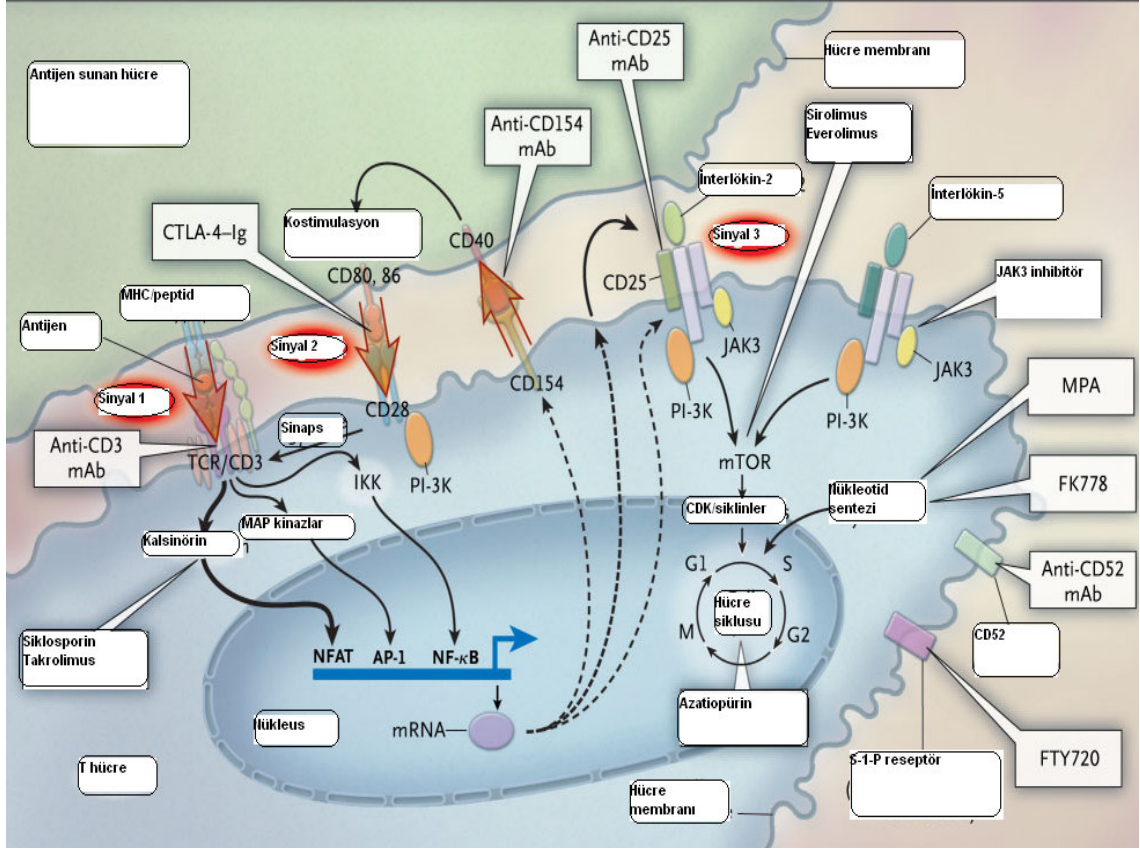 Antijen sunan hücre
Anti-CD25
mAb
Hücre membranı
Sirolimus
Everolimus
Anti-CD154
mAb
İnterlökin-2
İnterlökin-5
Kostimulasyon
CTLA-4–Ig
CD40
Sinyal 3
CD80, 86
CD25
JAK3 inhibitör
MHC/peptid
Antijen
Sinyal 2
JAK3
JAK3
Sinyal 1
CD154
MPA
CD28
PI-3K
PI-3K
Anti-CD3
mAb
Sinaps
TCR/CD3
IKK
PI-3K
mTOR
FK778
Nükleotid
sentezi
CDK/siklinler
MAP kinazlar
Kalsinörin
G1
S
Anti-CD52
mAb
Hücre
siklusu
M
G2
CD52
Siklosporin
Takrolimus
NFAT
AP-1
NF-κB
Azatiopürin
mRNA
Nükleus
T hücre
S-1-P reseptör
FTY720
Hücre
membranı